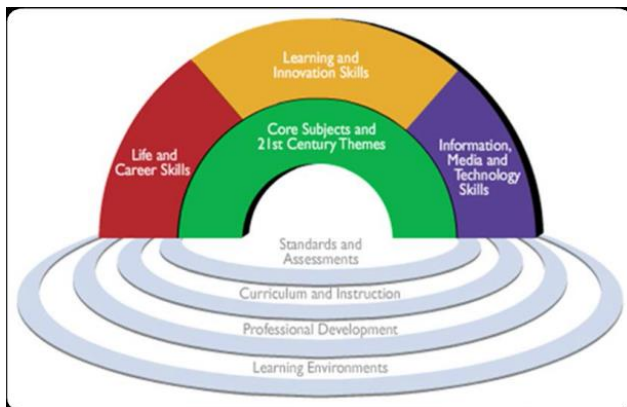 Learning and
Innovation Skills
Core Subjects and
21st Century Themes
Life and
Career Skills
Information,
Media and
Technology
Skills
Standards and
Assessments
Curriculum and Instruction
Professional Development
Learning Environments